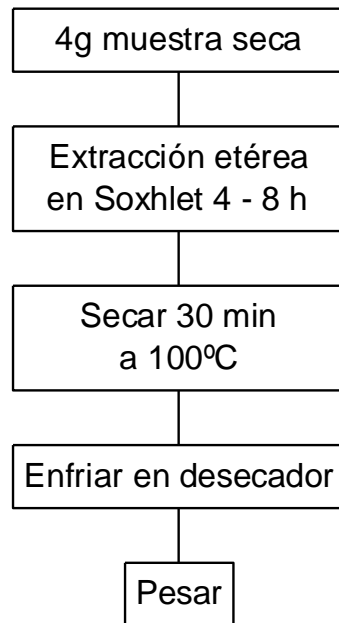 4g muestra seca
Extracción etérea
en Soxhlet 4 - 8 h
Secar 30 min
a 100ºC
Enfriar en desecador
Pesar